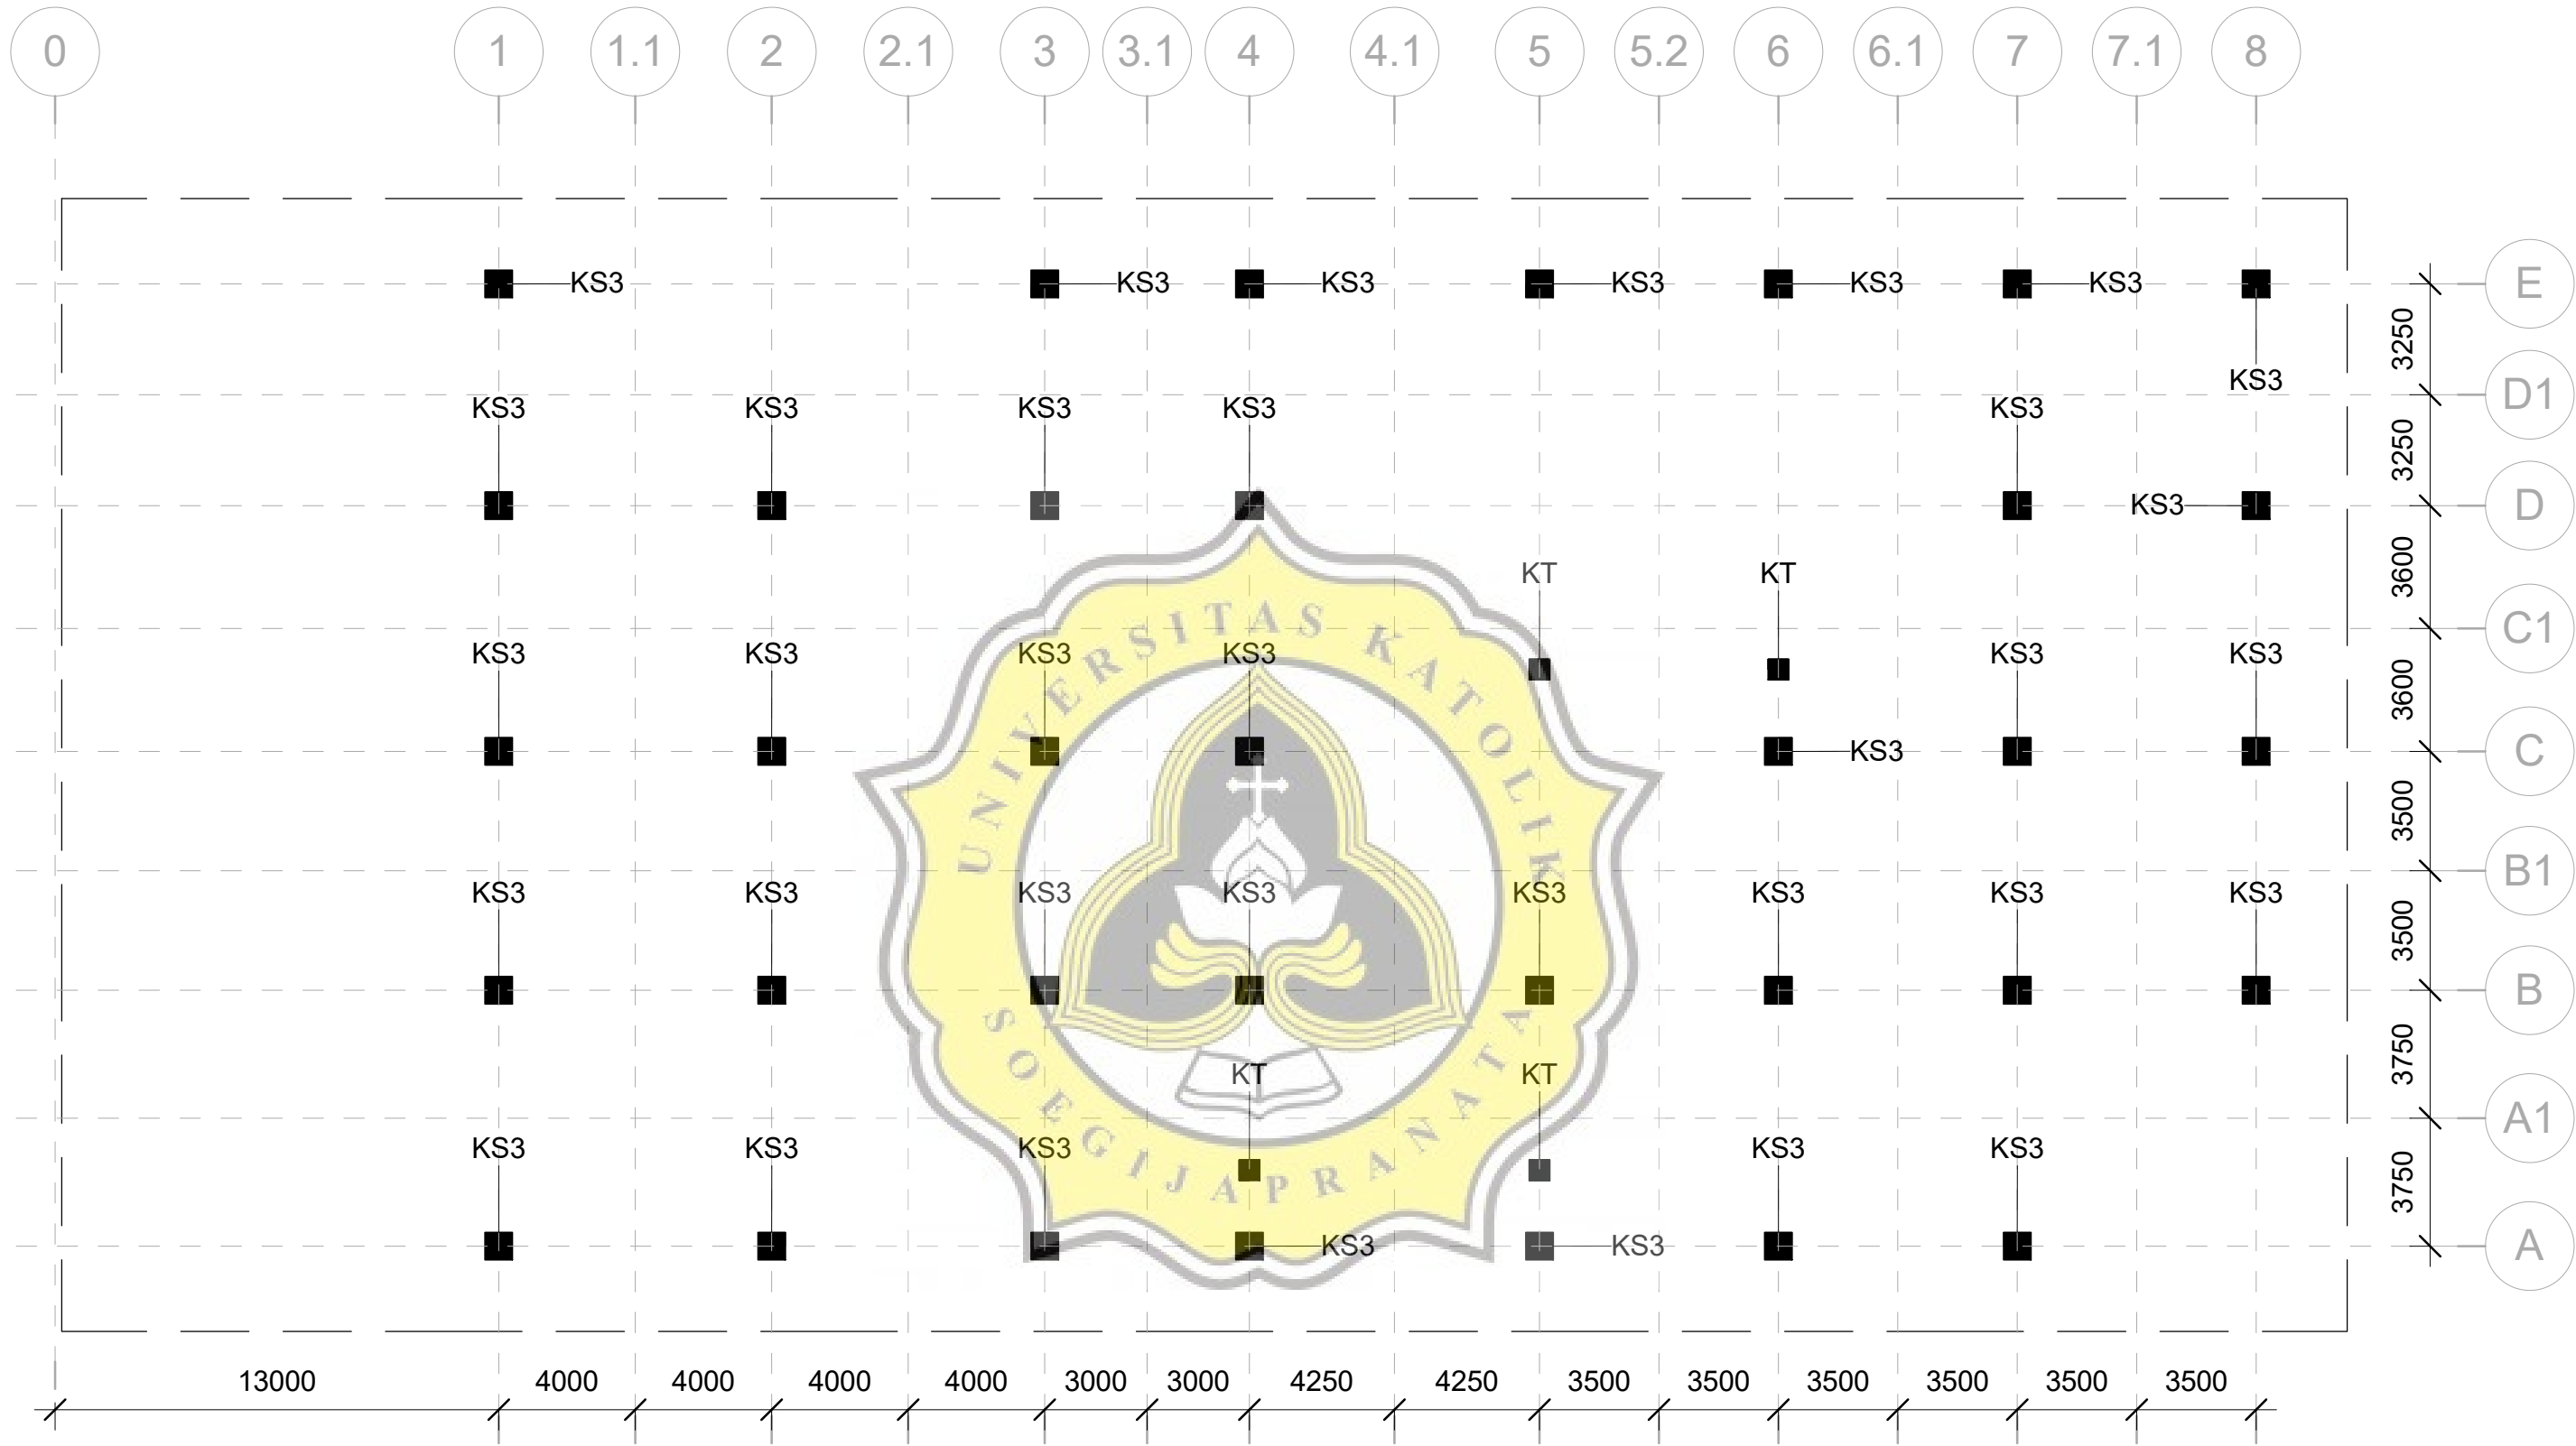 0 1 1.1 2 2.1 3 3.1 4 4.1 5 5.2 6 6.1 7 7.1 8
KS3 KS3 KS3 KS3 KS3 KS3 E
3250
KS3 D1
KS3 KS3 KS3 KS3 KS3
3250
KS3 D
3600
KT KT
UNIVERSITAS KATOLIK
C1
KS3 KS3 KS3 KS3 KS3 KS3
3600
KS3 C
3500
B1
KS3 KS3 KS3 KS3 KS3 KS3 KS3 KS3
3500
B
SOEGIJAPRANATA
3750
KT KT
A1
KS3 KS3 KS3 KS3 KS3
3750
KS3 KS3 A
13000 4000 4000 4000 4000 3000 3000 4250 4250 3500 3500 3500 3500 3500 3500